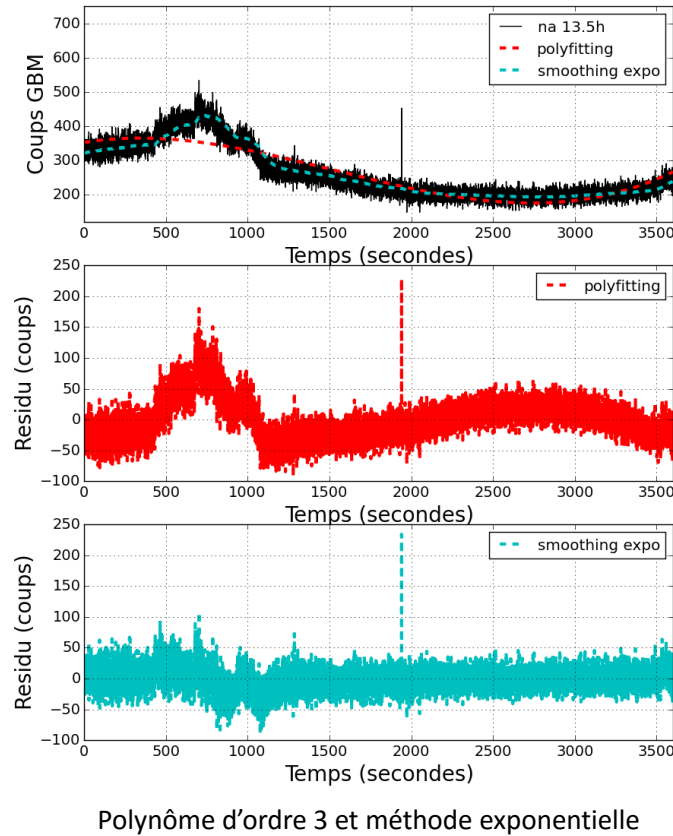 750
700
600
500
400
300
200
Coups GBM
na 13.5h
polyfitting
smoothing expo
0 500 1000 1500 2000 2500 3000 3500
Temps (secondes)
250
200
150
100
50
0
−50
−100
Residu (coups)
polyfitting
0 500 1000 1500 2000 2500 3000 3500
Temps (secondes)
250
200
150
100
50
0
−50
−100
Residu (coups)
smoothing expo
0 500 1000 1500 2000 2500 3000 3500
Temps (secondes)
Polynôme d’ordre 3 et méthode exponentielle